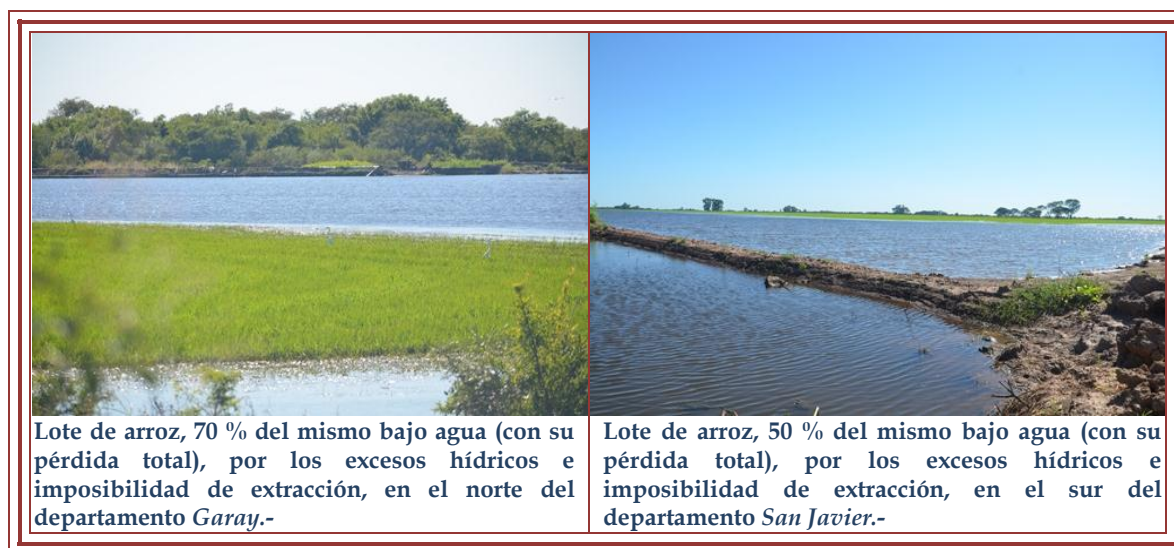 Lote de arroz, 70 % del mismo bajo agua (con su
pérdida total), por los excesos hídricos e
imposibilidad de extracción, en el norte del
departamento Garay.-
Lote de arroz, 50 % del mismo bajo agua (con su
pérdida total), por los excesos hídricos e
imposibilidad de extracción, en el sur del
departamento San Javier.-